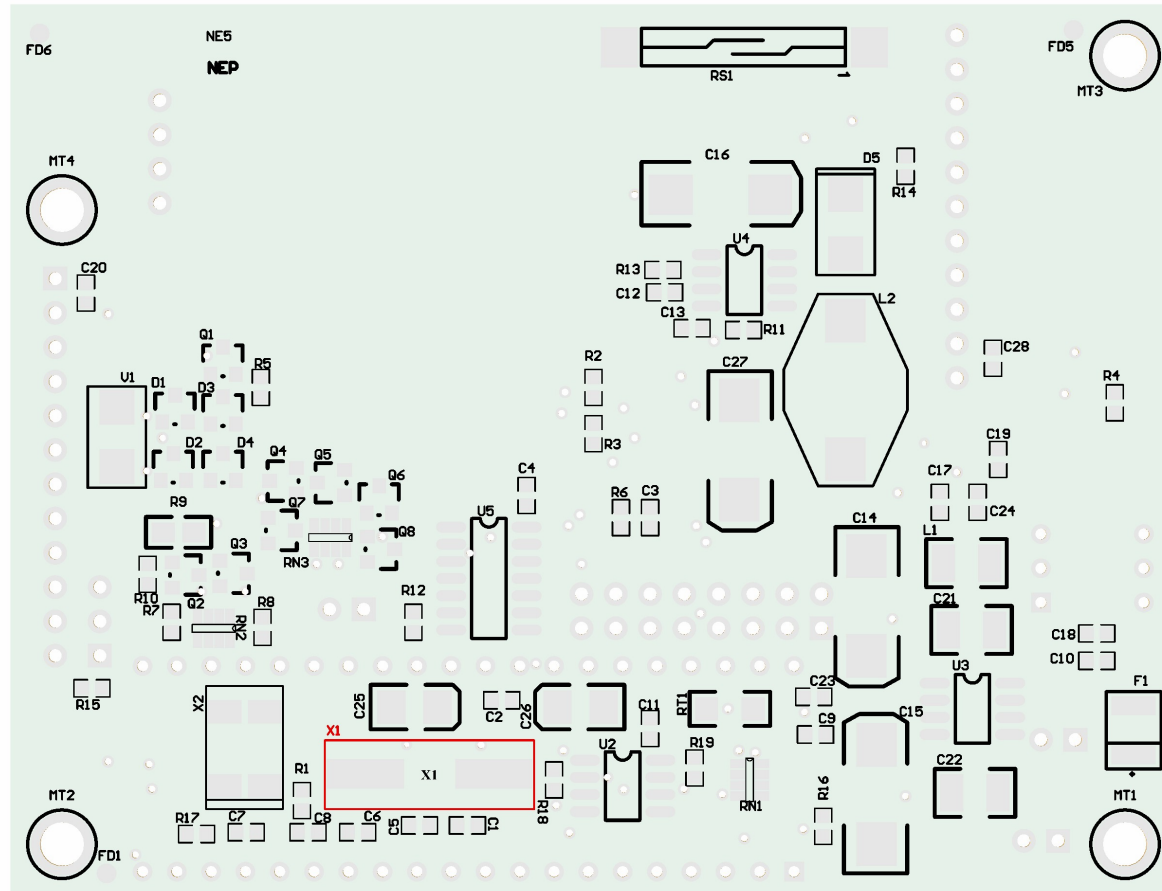 FD6
NE5
NEP
RS1
1
FD5
MT3
MT4
C16
D5
R14
U4
R13
C12
C13
R11
L2
C20
Q1
R5
V1
D1
D3
D2
D4
R2
R3
C27
C28
R4
Q4
Q5
Q6
Q7
Q8
RN3
C4
U5
R6
C3
C19
C17
C24
C14
L1
R9
Q3
R10
Q2
R7
RN2
R8
R12
C21
C18
C10
R15
X2
C25
C2
C26
C11
RT1
C23
C9
U3
C15
F1
X1
X1
R1
U2
R19
RN1
R18
R16
C22
MT2
R17
C7
C8
C6
C5
C1
MT1
FD1